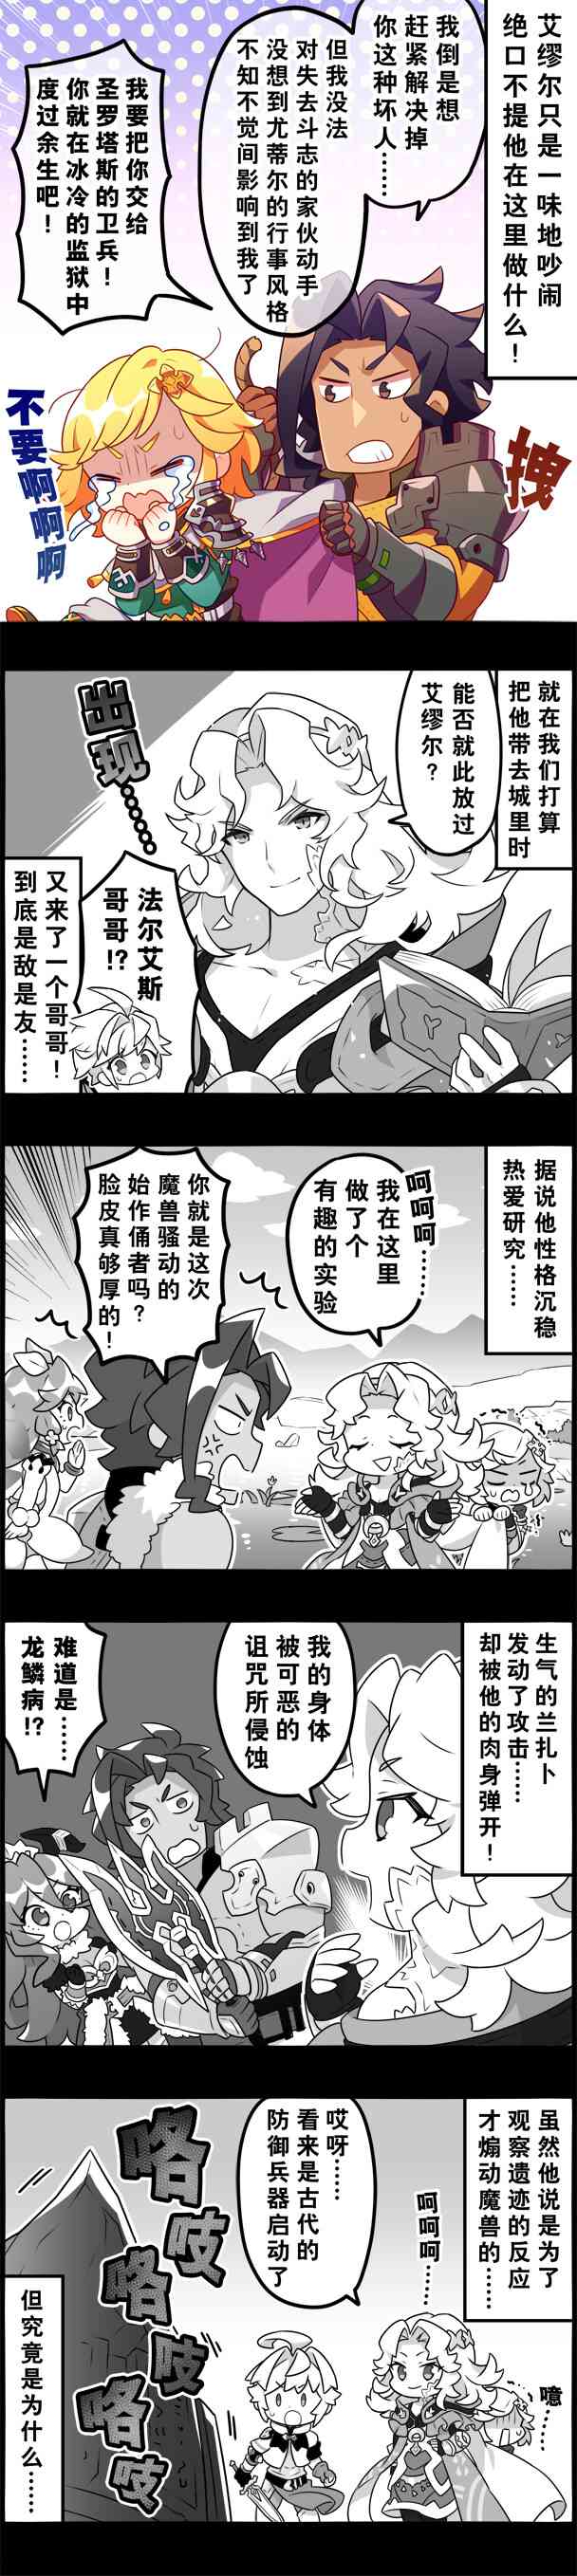 艾缪尔只是一味地吵闹
绝口不提他在这里做什么！
我倒是想
赶紧解决掉
你这种坏人……
但我没法
对失去斗志的家伙动手
没想到尤蒂尔的行事风格
不知不觉间影响到我了
我要把你交给
圣罗塔斯的卫兵！
你就在冰冷的监狱中
度过余生吧！
拽
不要啊啊啊
就在我们打算
把他带去城里时
能否就此放过
艾缪尔？
出现……
法尔艾斯
哥哥!?
又来了一个哥哥！
到底是敌是友……
据说他性格沉稳
热爱研究……
呵呵呵……
我在这里
做了个
有趣的实验
你就是这次
魔兽骚动的
始作俑者吗？
脸皮真够厚的！
生气的兰扎卜
发动了攻击……
却被他的肉身弹开！
我的身体
被可恶的
诅咒所侵蚀
难道是……
龙鳞病!?
虽然他说是为了
观察遗迹的反应
才煽动魔兽的……
呵呵呵……
噫……
哎呀……
看来是古代的
防御兵器启动了
咯吱咯吱咯吱
但究竟是为什么……